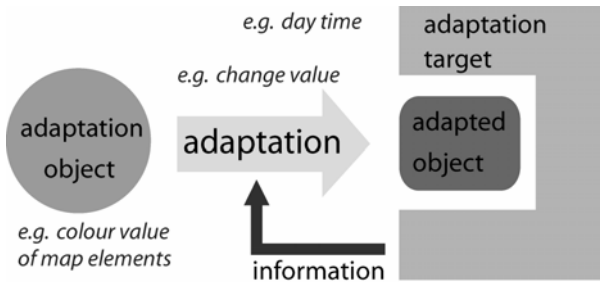 e.g. day time
adaptation
target
e.g. change value
adaptation
object
adaptation
adapted
object
e.g. colour value
of map elements
information